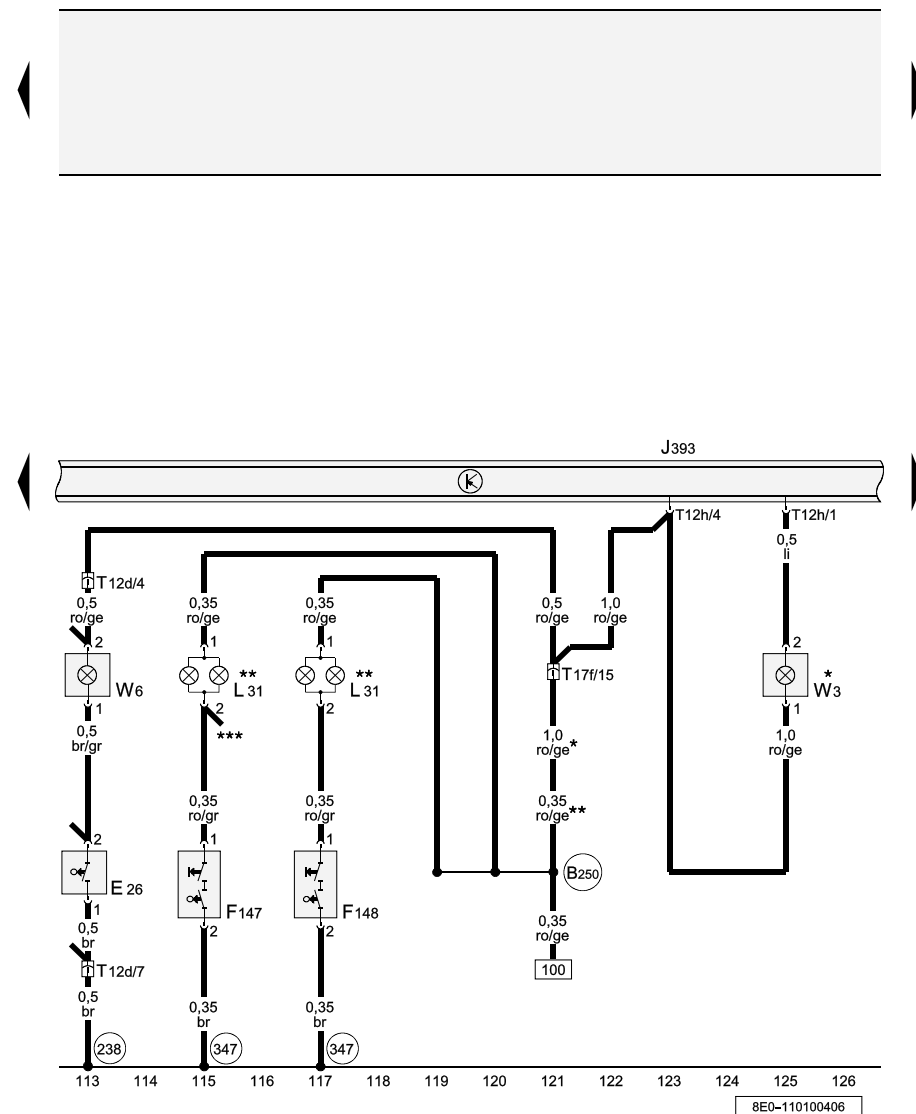 J393
T12h/4 T12h/1
0,5
li
T12d/4
0,5 0,35 0,35 0,5 1,0
ro/ge ro/ge ro/ge ro/ge ro/ge
2 1 1 2
** ** T17f/15 *
W6 L31 L31 W3
1 2 2 1
0,5 *** 1,0 1,0
br/gr ro/ge* ro/ge
0,35 0,35 0,35
ro/gr ro/gr ro/ge**
2 1 1
B250
E26
1 F147 F148
0,5 2 2 0,35
br ro/ge
T12d/7 100
0,5 0,35 0,35
br br br
238 347 347
113 114 115 116 117 118 119 120 121 122 123 124 125 126
8E0-110100406